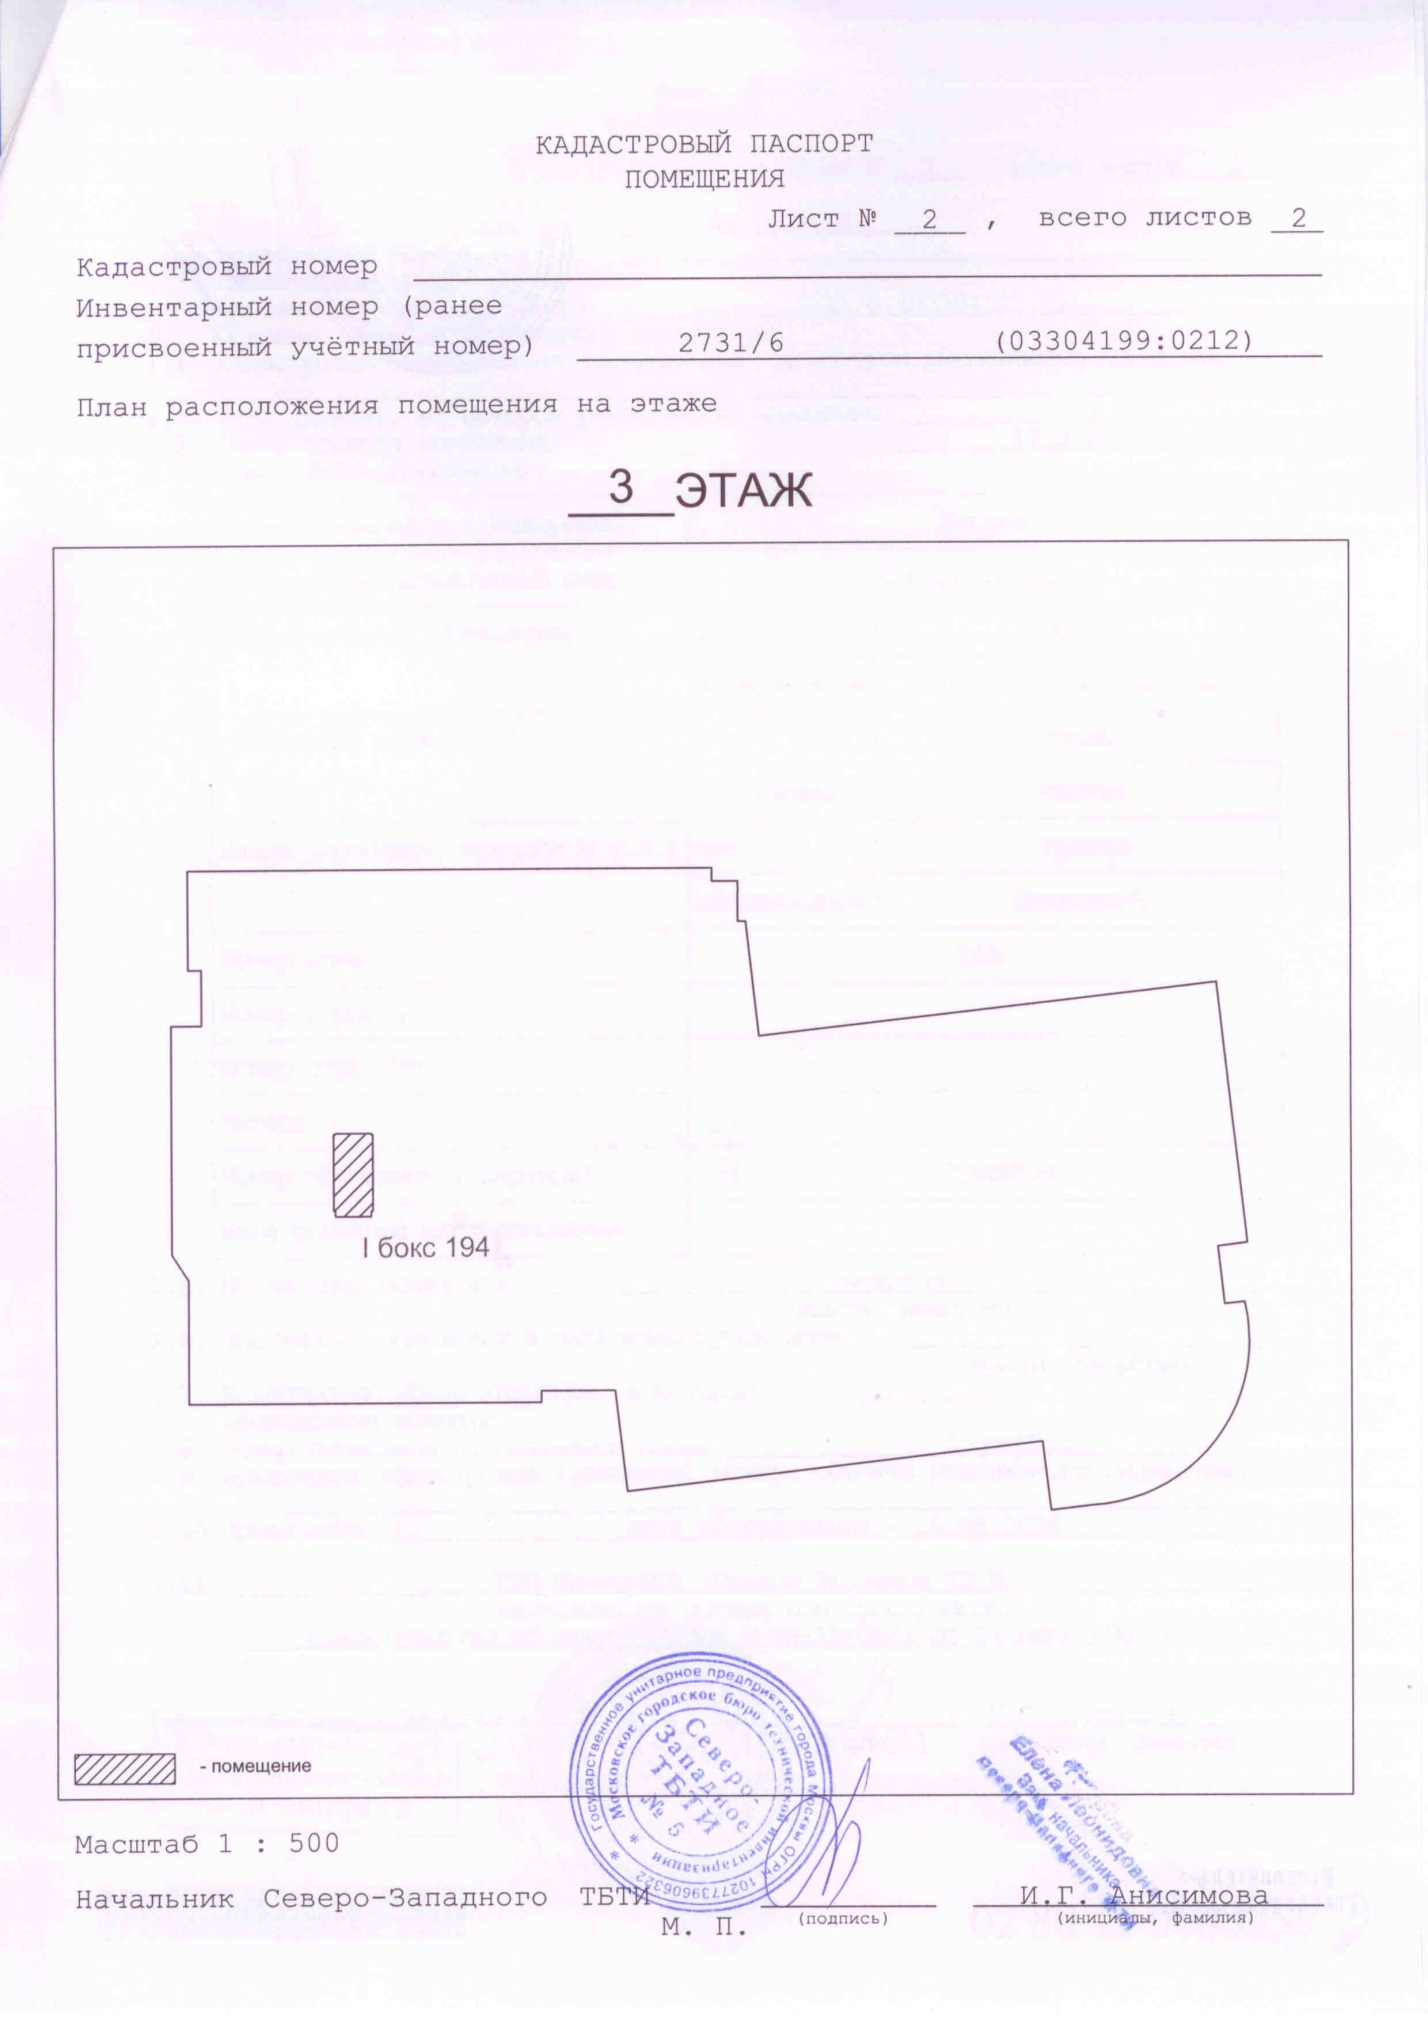 КАДАСТРОВЫЙ ПАСПОРТ
ПОМЕЩЕНИЯ
Лист № 2 , всего листов 2
Кадастровый номер
Инвентарный номер (ранее
присвоенный учётный номер) 2731/6 (03304199:0212)
План расположения помещения на этаже
3 ЭТАЖ
I бокс 194
- помещение
Государственное унитарное предприятие города Москвы ОГРН 1027739606322
Московское городское бюро технической инвентаризации
Северо-
Западное
ТБТИ
№ 5
Елена Леонидовна
зам. начальника
Масштаб 1 : 500
Начальник Северо-Западного ТБТИ
И.Г. Анисимова
(подпись)
(инициалы, фамилия)
М. П.